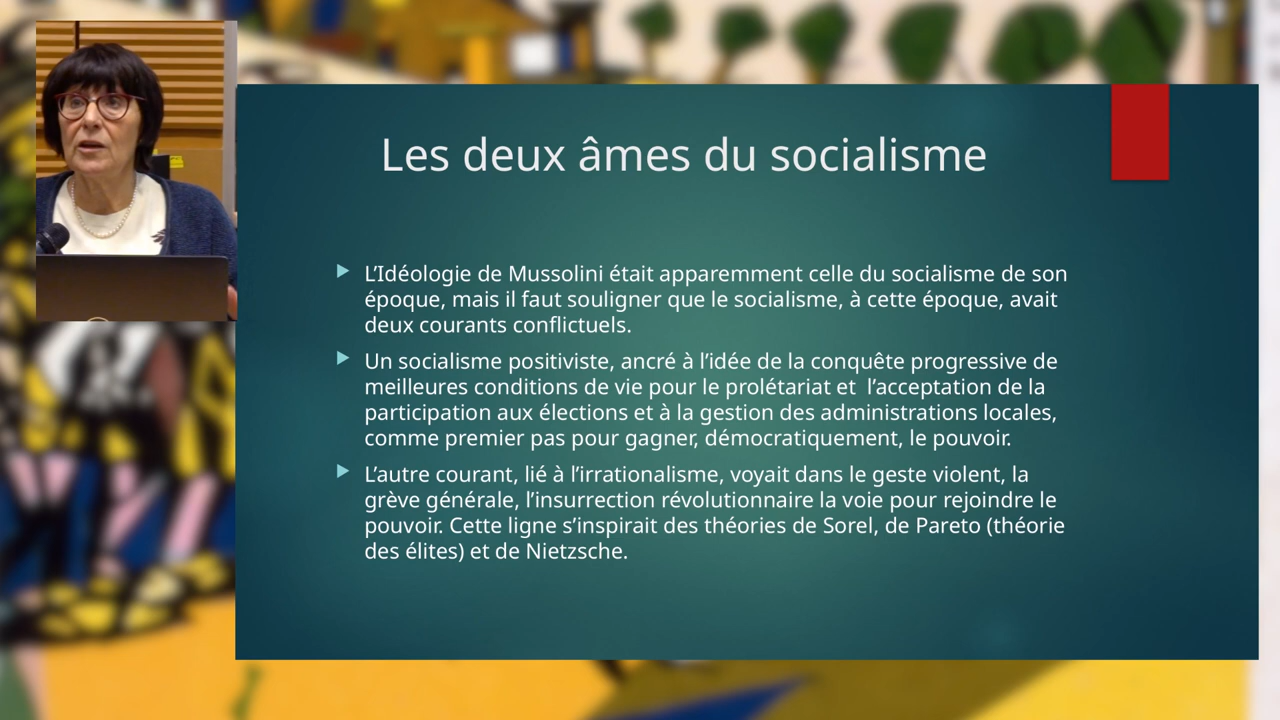 Les deux âmes du socialisme
L’Idéologie de Mussolini était apparemment celle du socialisme de son
époque, mais il faut souligner que le socialisme, à cette époque, avait
deux courants conflictuels.
Un socialisme positiviste, ancré à l’idée de la conquête progressive de
meilleures conditions de vie pour le prolétariat et  l’acceptation de la
participation aux élections et à la gestion des administrations locales,
comme premier pas pour gagner, démocratiquement, le pouvoir.
L’autre courant, lié à l’irrationalisme, voyait dans le geste violent, la
grève générale, l’insurrection révolutionnaire la voie pour rejoindre le
pouvoir. Cette ligne s’inspirait des théories de Sorel, de Pareto (théorie
des élites) et de Nietzsche.